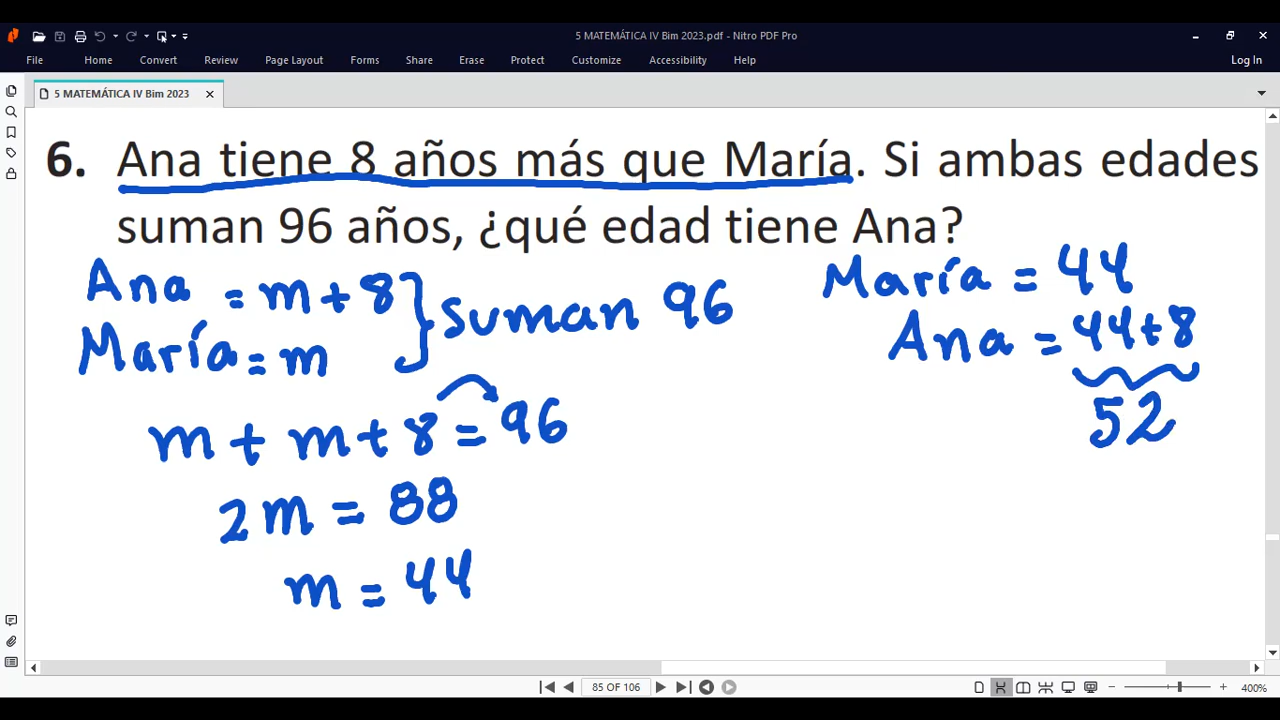 5 MATEMÁTICA IV Bim 2023.pdf - Nitro PDF Pro
File Home Convert Review Page Layout Forms Share Erase Protect Customize Accessibility Help Log In
5 MATEMÁTICA IV Bim 2023
6. Ana tiene 8 años más que María. Si ambas edades
suman 96 años, ¿qué edad tiene Ana?
Ana = m + 8
María = m
suman 96
m + m + 8 = 96
2m = 88
m = 44
María = 44
Ana = 44+8
52
85 OF 106
400%